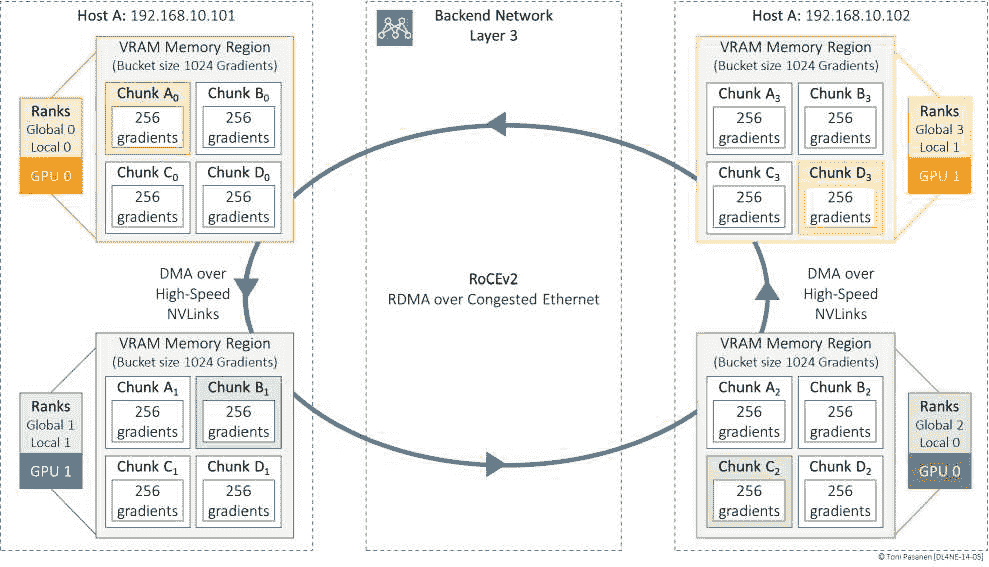 Host A: 192.168.10.101
VRAM Memory Region
(Bucket size 1024 Gradients)
Chunk A₀
256
gradients
Chunk B₀
256
gradients
Chunk C₀
256
gradients
Chunk D₀
256
gradients
Ranks
Global 0
Local 0
GPU 0
DMA over
High-Speed
NVLinks
VRAM Memory Region
(Bucket size 1024 Gradients)
Chunk A₁
256
gradients
Chunk B₁
256
gradients
Chunk C₁
256
gradients
Chunk D₁
256
gradients
Ranks
Global 1
Local 1
GPU 1
Backend Network
Layer 3
RoCEv2
RDMA over Congested Ethernet
Host A: 192.168.10.102
VRAM Memory Region
(Bucket size 1024 Gradients)
Chunk A₃
256
gradients
Chunk B₃
256
gradients
Chunk C₃
256
gradients
Chunk D₃
256
gradients
Ranks
Global 3
Local 1
GPU 1
DMA over
High-Speed
NVLinks
VRAM Memory Region
(Bucket size 1024 Gradients)
Chunk A₂
256
gradients
Chunk B₂
256
gradients
Chunk C₂
256
gradients
Chunk D₂
256
gradients
Ranks
Global 2
Local 0
GPU 0
© Toni Pasanen [DL4NE-14-05]